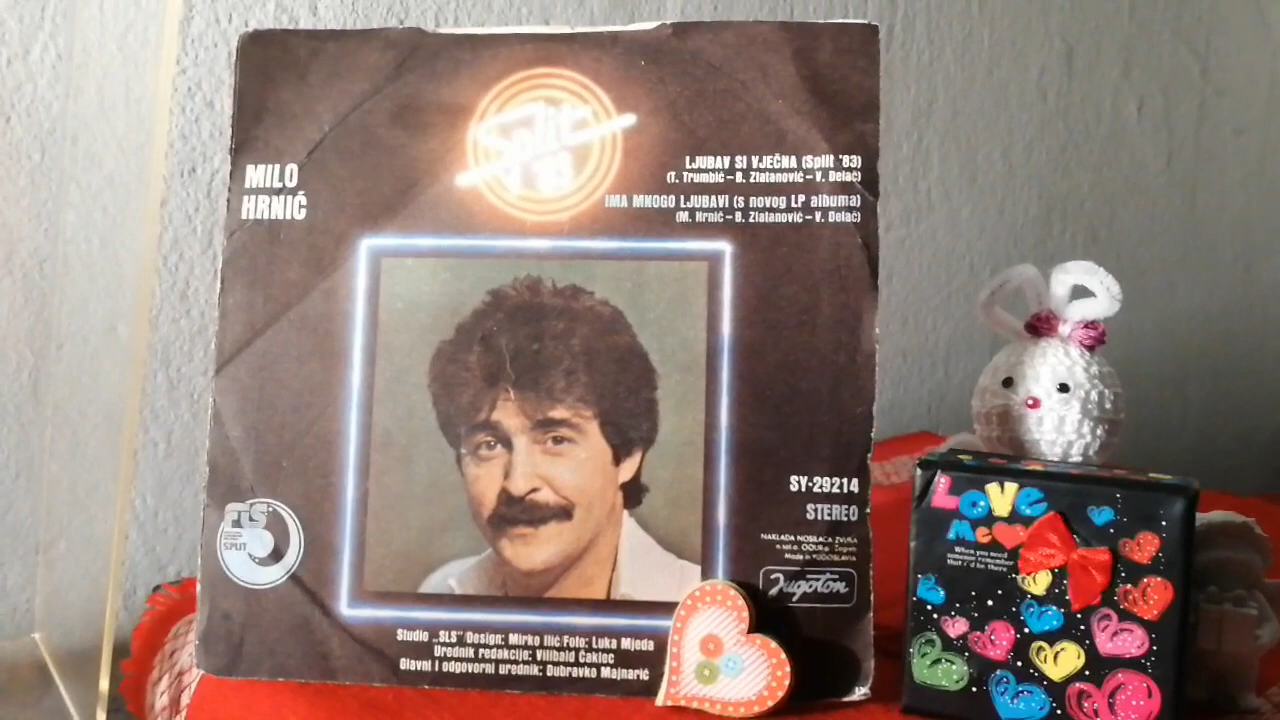 Split
'83
MILO
HRNIĆ
LJUBAV SI VJEČNA (Split '83)
(T. Trumbić – B. Zlatanović – V. Delač)
IMA MNOGO LJUBAVI (s novog LP albuma)
(M. Hrnić – B. Zlatanović – V. Delač)
SY-29214
STEREO
NAKLADA NOSILACA ZVUKA
n.sol.o. OOUR-a Zagreb
Made in YUGOSLAVIA
Jugoton
SPLIT
Studio „SLS" Design: Mirko Ilić/Foto: Luka Mjeda
Urednik redakcije: Vilibald Čaklec
Glavni i odgovorni urednik: Dubravko Majnarić
LOVE
Me
When you need
someone remember
that i'd be there